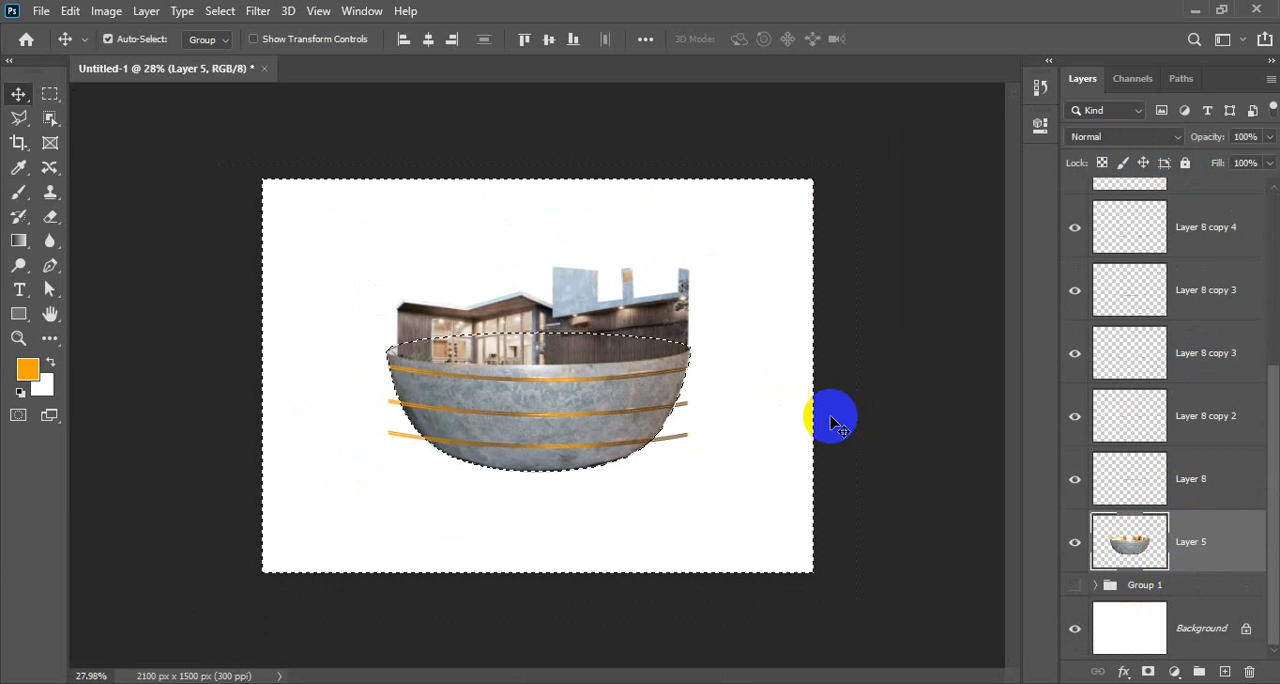 Ps File Edit Image Layer Type Select Filter 3D View Window Help
Auto-Select: Group Show Transform Controls 3D Mode:
Untitled-1 @ 28% (Layer 5, RGB/8) *
Layers Channels Paths
Kind
Normal Opacity: 100%
Lock: Fill: 100%
Layer 8 copy 4
Layer 8 copy 3
Layer 8 copy 3
Layer 8 copy 2
Layer 8
Layer 5
Group 1
Background
27.98% 2100 px x 1500 px (300 ppi)